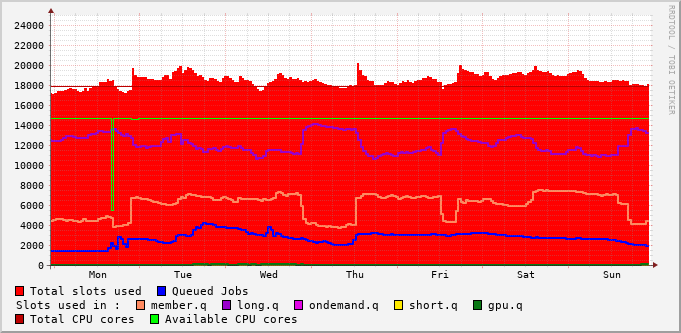 24000
22000
20000
18000
16000
14000
12000
10000
8000
6000
4000
2000
0
Mon Tue Wed Thu Fri Sat Sun
RRDTOOL / TOBI OETIKER
Total slots used Queued Jobs
Slots used in : member.q long.q ondemand.q short.q gpu.q
Total CPU cores Available CPU cores